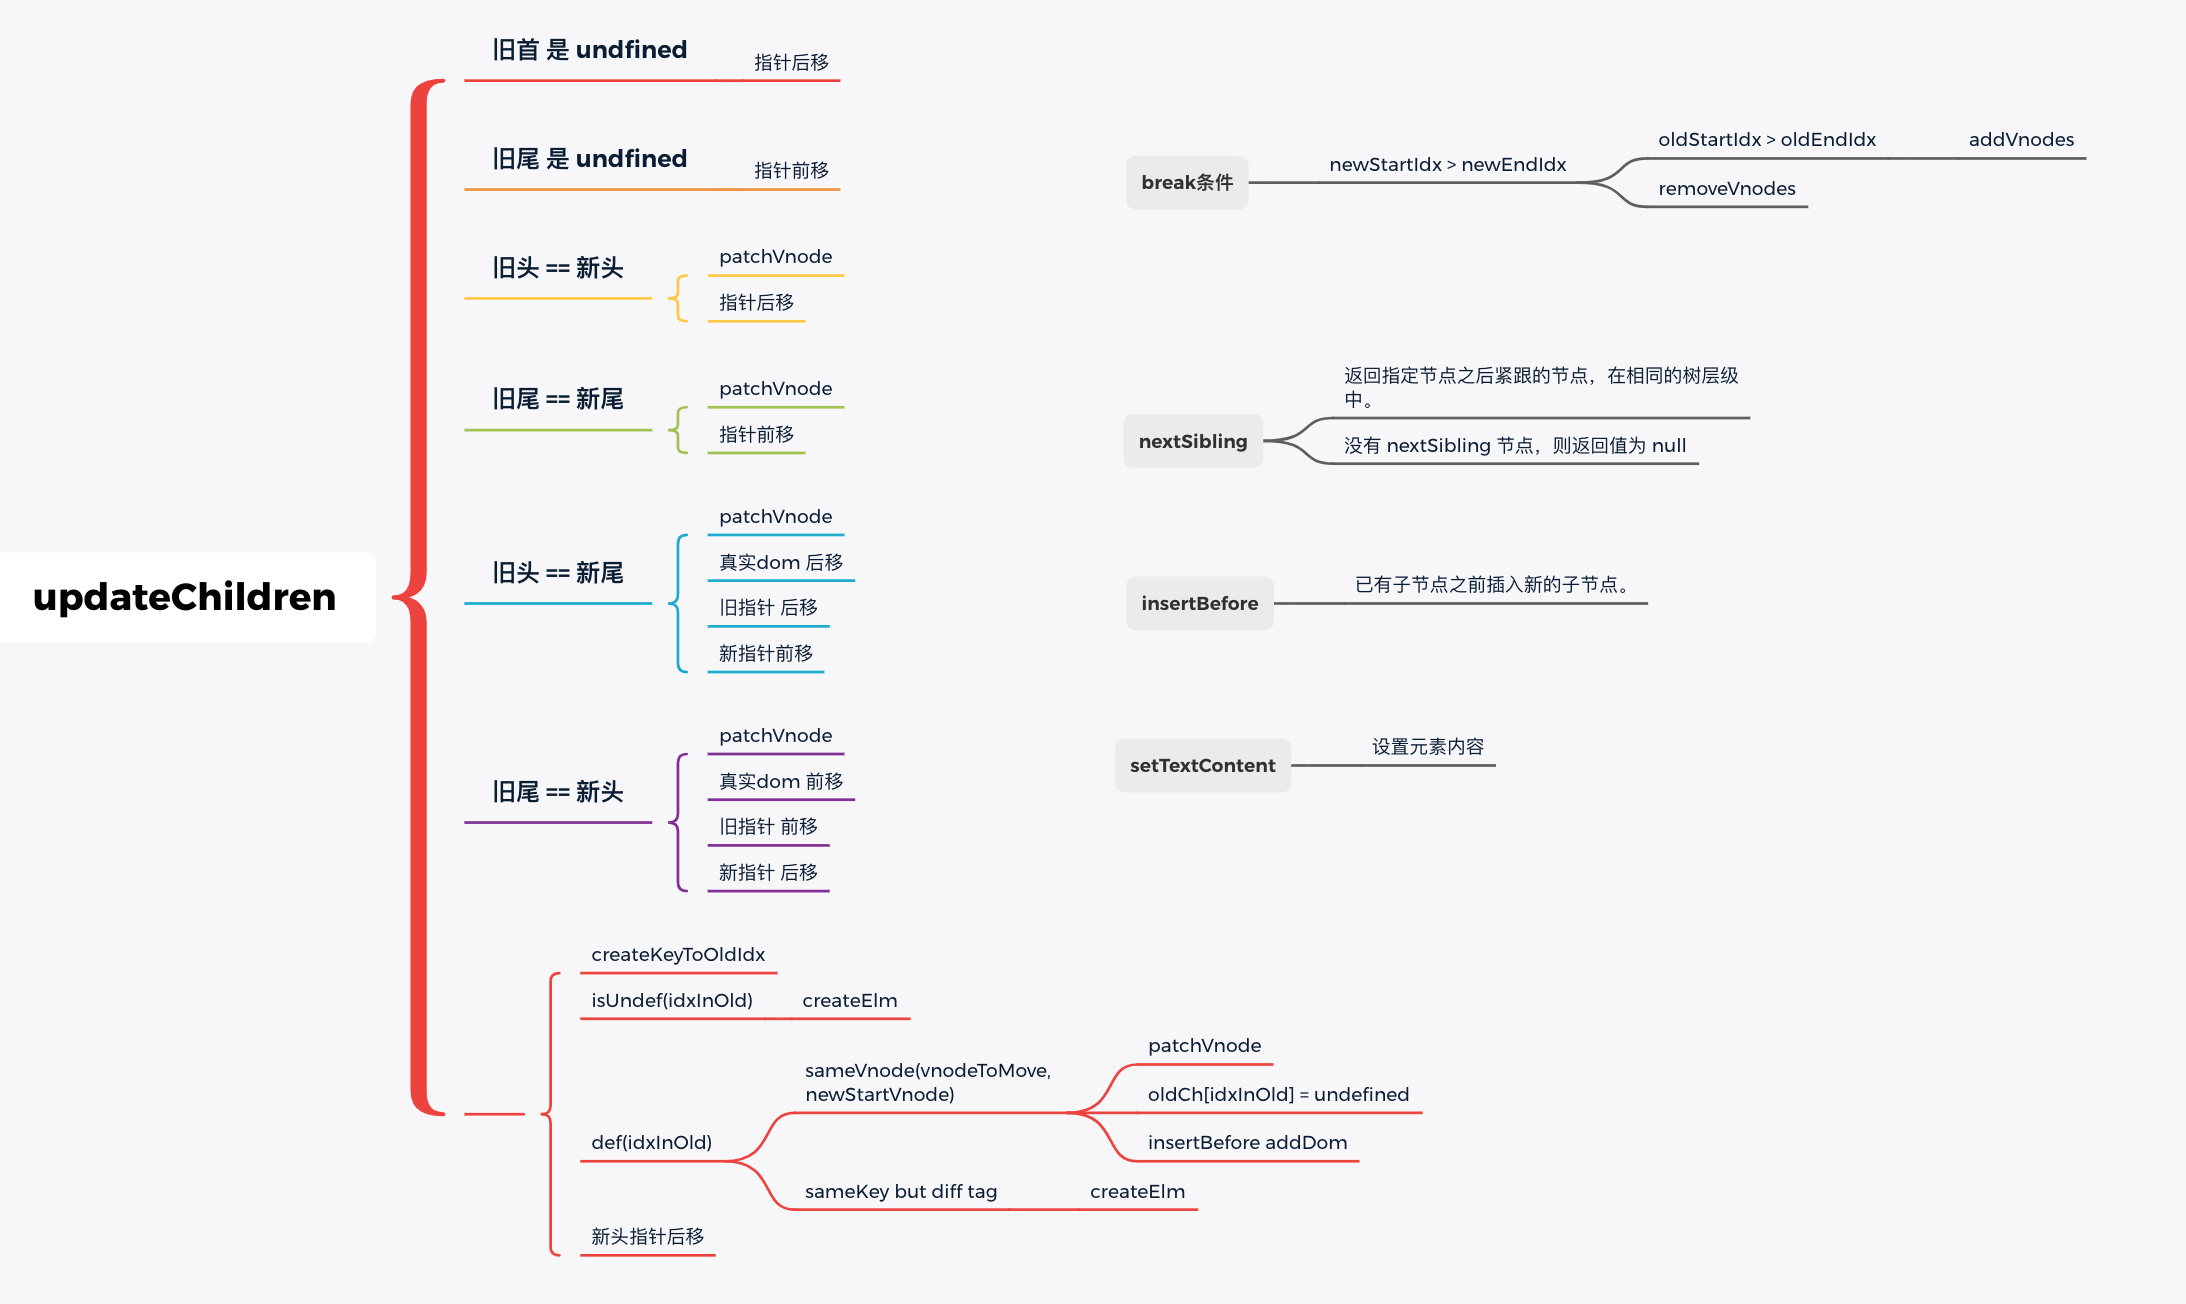 updateChildren
旧首 是 undfined
指针后移
旧尾 是 undfined
指针前移
旧头 == 新头
patchVnode
指针后移
旧尾 == 新尾
patchVnode
指针前移
旧头 == 新尾
patchVnode
真实dom 后移
旧指针 后移
新指针前移
旧尾 == 新头
patchVnode
真实dom 前移
旧指针 前移
新指针 后移
createKeyToOldIdx
isUndef(idxInOld)
createElm
def(idxInOld)
sameVnode(vnodeToMove,
newStartVnode)
patchVnode
oldCh[idxInOld] = undefined
insertBefore addDom
sameKey but diff tag
createElm
新头指针后移
break条件
newStartIdx > newEndIdx
oldStartIdx > oldEndIdx
addVnodes
removeVnodes
nextSibling
返回指定节点之后紧跟的节点，在相同的树层级
中。
没有 nextSibling 节点，则返回值为 null
insertBefore
已有子节点之前插入新的子节点。
setTextContent
设置元素内容